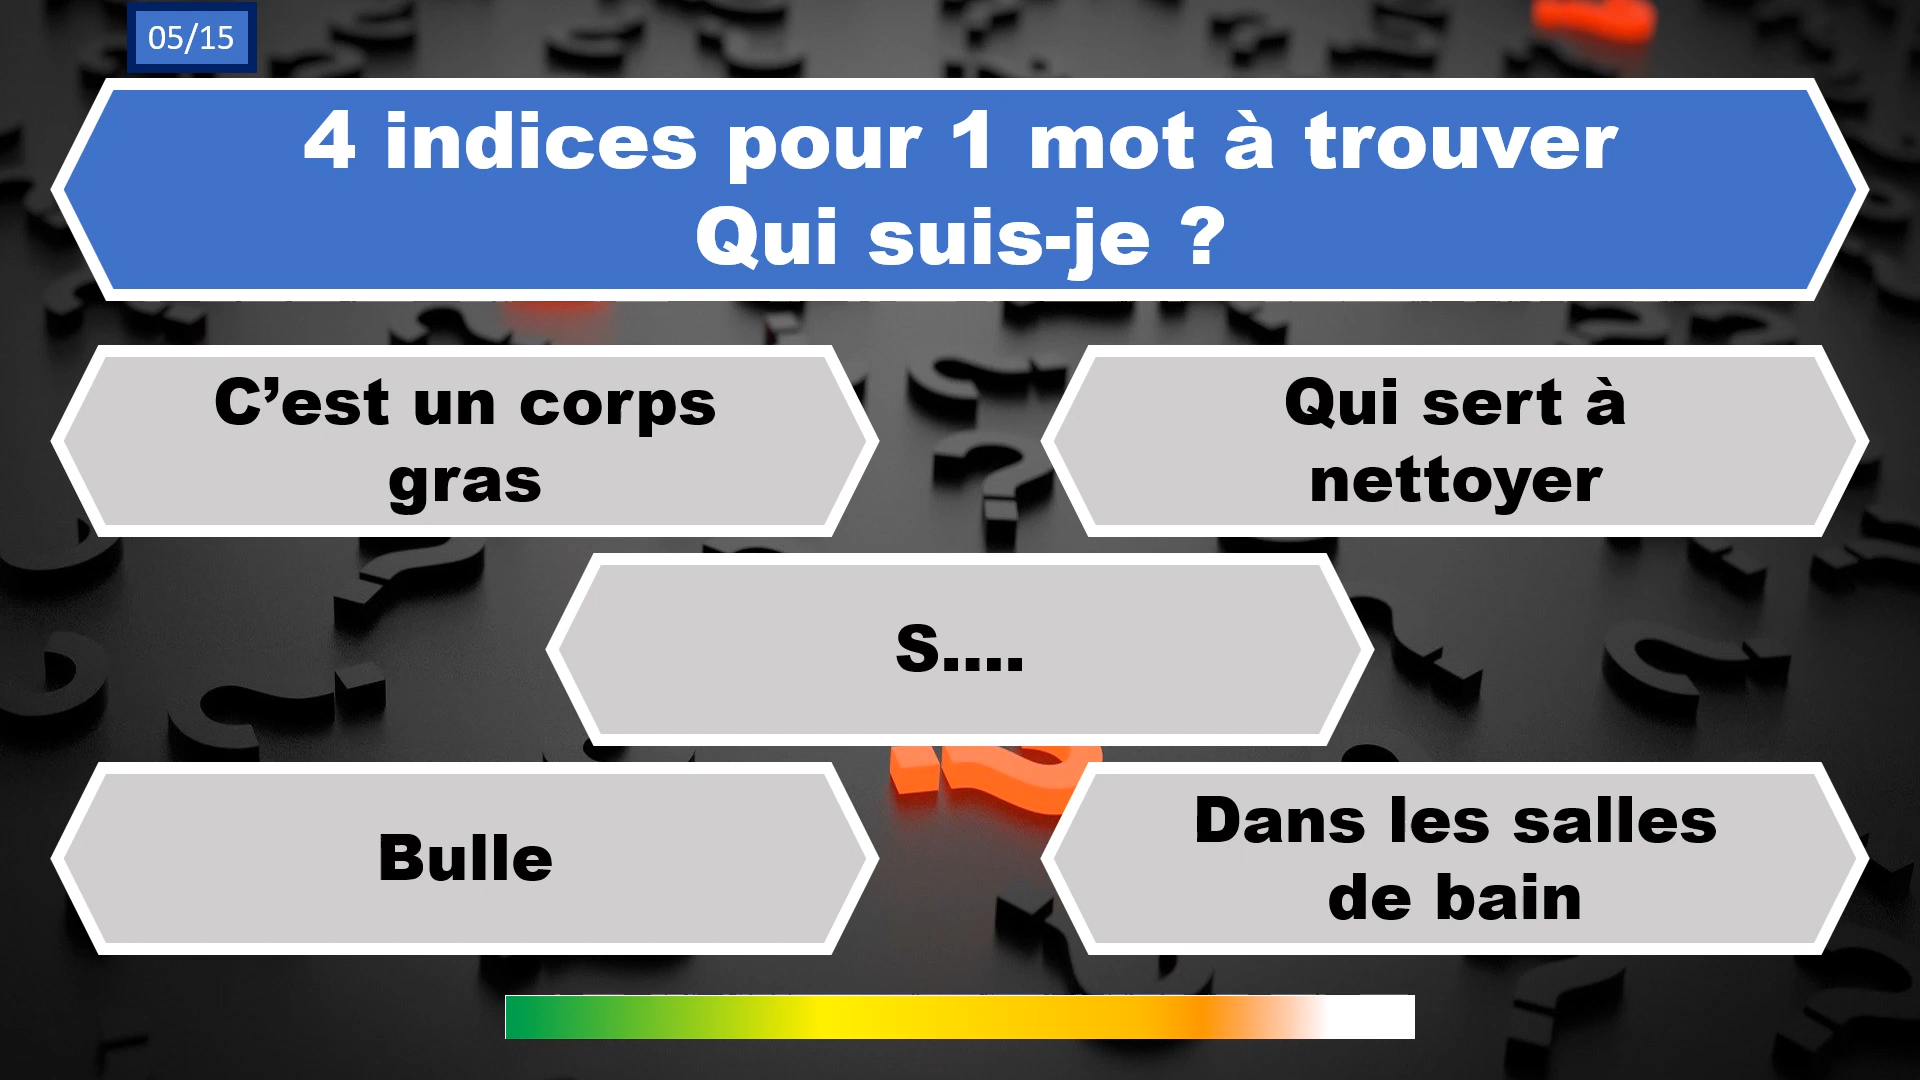 05/15
4 indices pour 1 mot à trouver
Qui suis-je ?
C’est un corps
gras
Qui sert à
nettoyer
S....
Bulle
Dans les salles
de bain